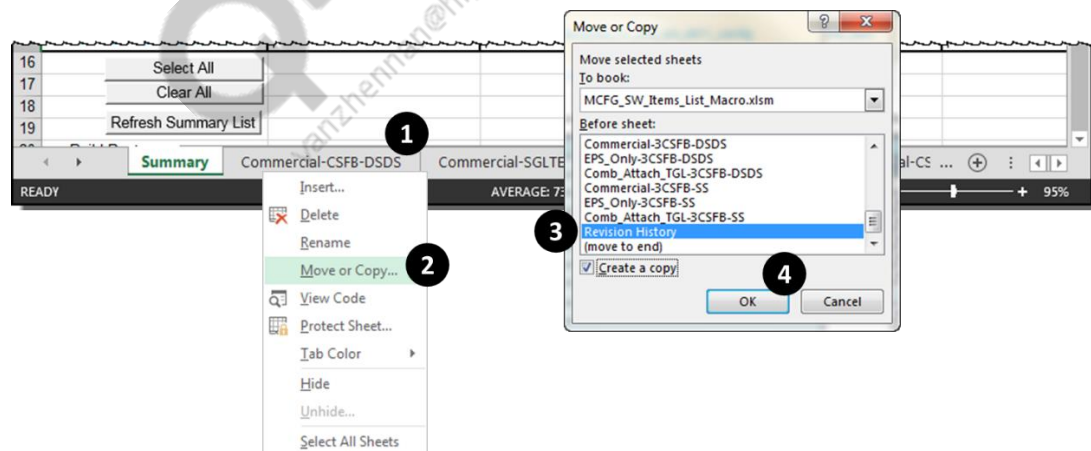 16
Select All
17
Clear All
18
19
Refresh Summary List
1
Summary Commercial-CSFB-DSDS Commercial-SGLTE
READY AVERAGE: 73 95%
Insert...
Delete
Rename
Move or Copy...
2
View Code
Protect Sheet...
Tab Color
Hide
Unhide...
Select All Sheets
Move or Copy
Move selected sheets
To book:
MCFG_SW_Items_List_Macro.xlsm
Before sheet:
Commercial-3CSFB-DSDS
EPS_Only-3CSFB-DSDS
Comb_Attach_TGL-3CSFB-DSDS
Commercial-3CSFB-SS
EPS_Only-3CSFB-SS
Comb_Attach_TGL-3CSFB-SS
3
Revision History
(move to end)
Create a copy
4
OK Cancel